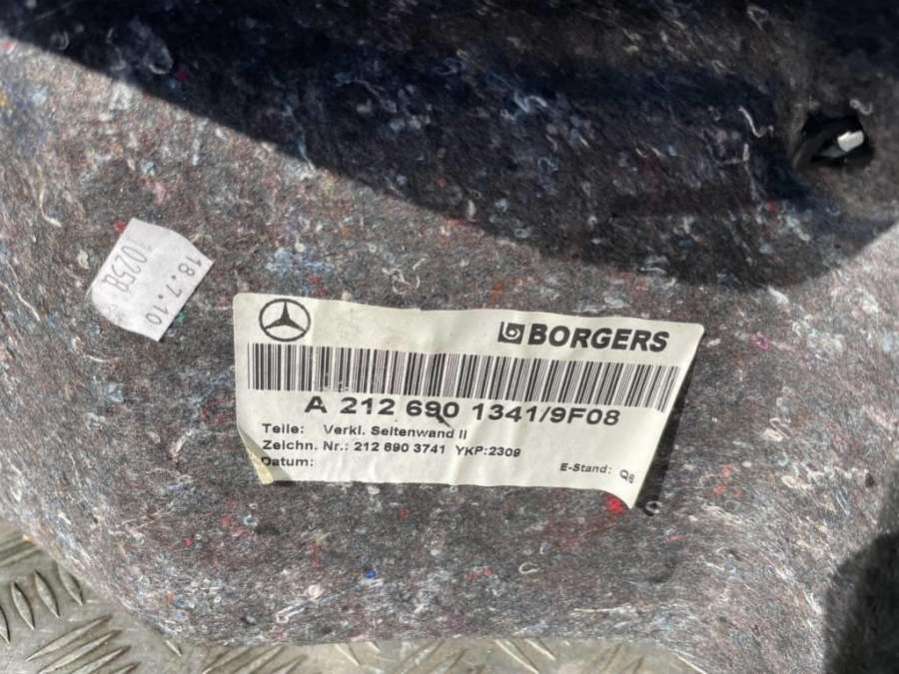 18.7.10
1025B
BORGERS
A 212 690 1341/9F08
Teile: Verkl. Seitenwand II
Zeichn. Nr.: 212 690 3741 YKP:2309
Datum:
E-Stand: Q6